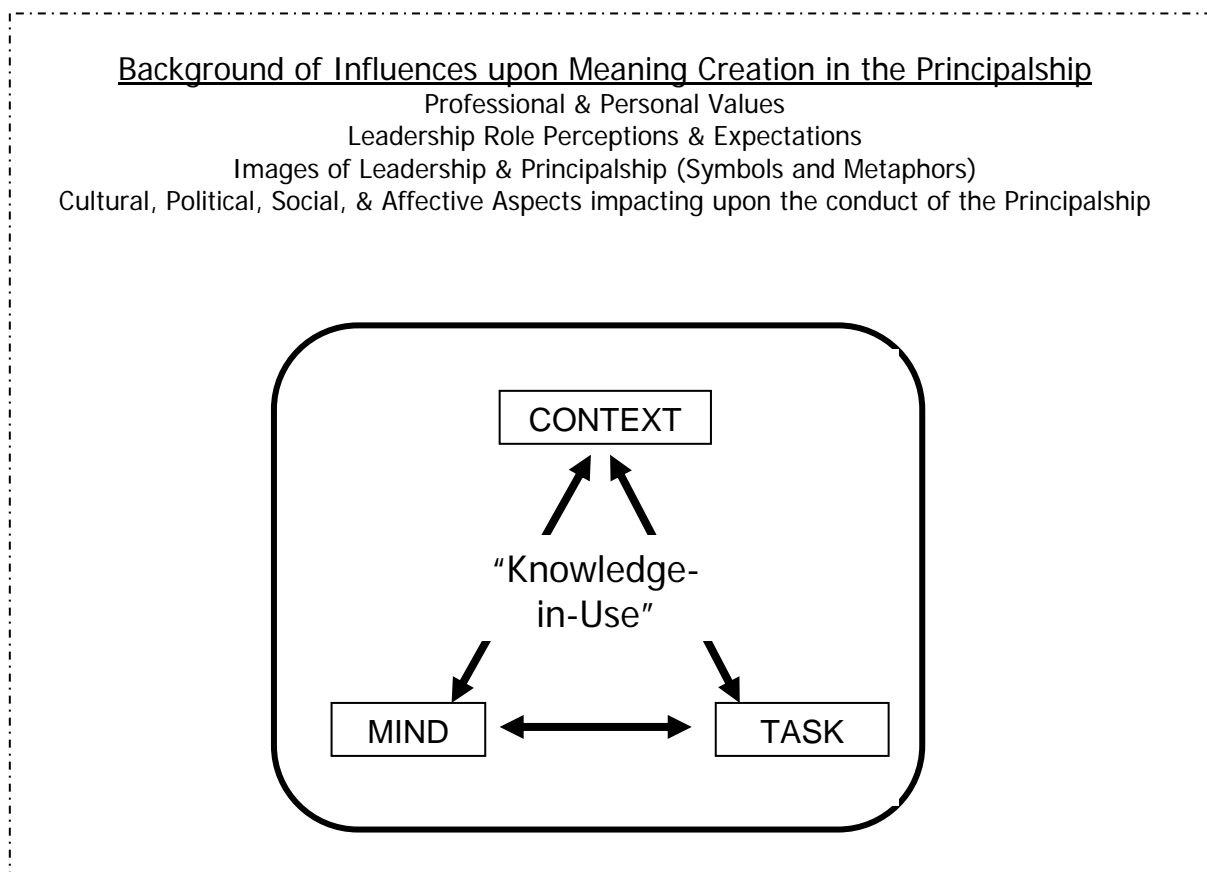 Background of Influences upon Meaning Creation in the Principalship
Professional & Personal Values
Leadership Role Perceptions & Expectations
Images of Leadership & Principalship (Symbols and Metaphors)
Cultural, Political, Social, & Affective Aspects impacting upon the conduct of the Principalship
CONTEXT
“Knowledge-
in-Use”
MIND
TASK